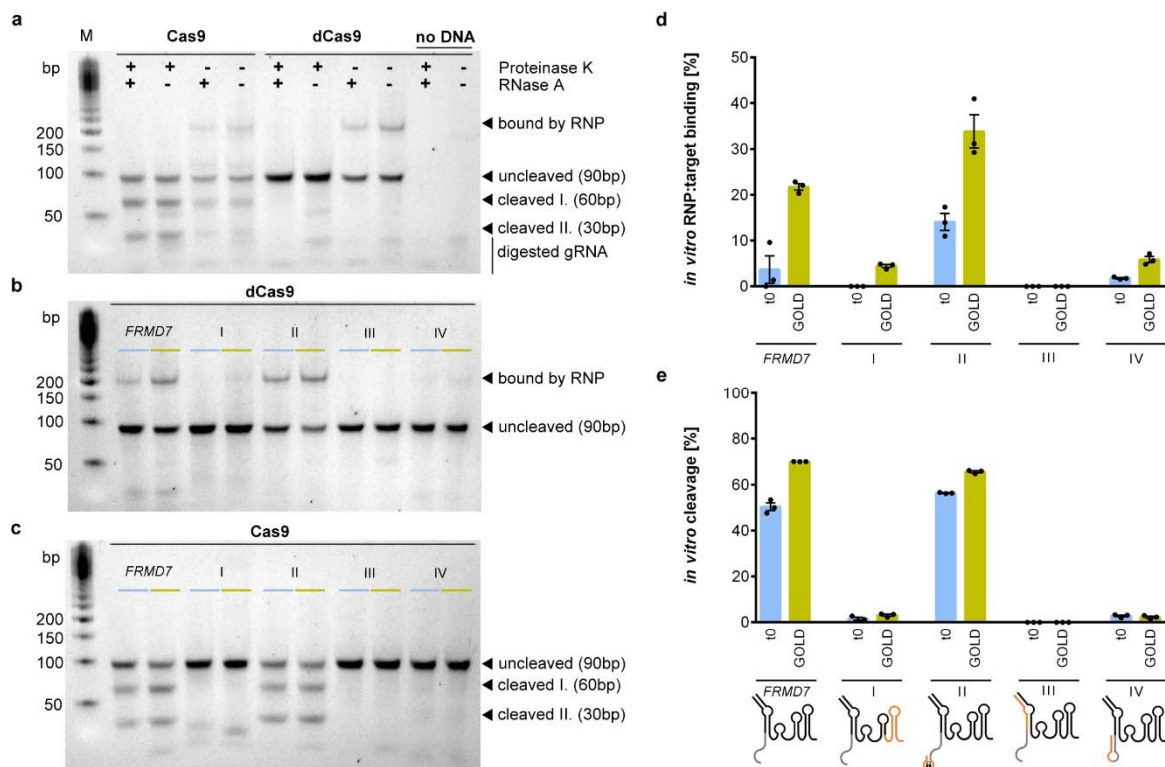 a
M
Cas9
dCas9
no DNA
bp
+ + - - + + - - + - Proteinase K
+ - + - + - + - + - RNase A
200
150
100
50
bound by RNP
uncleaved (90bp)
cleaved I. (60bp)
cleaved II. (30bp)
digested gRNA
b
dCas9
bp
FRMD7 I II III IV
200
150
100
50
bound by RNP
uncleaved (90bp)
c
Cas9
bp
FRMD7 I II III IV
200
150
100
50
uncleaved (90bp)
cleaved I. (60bp)
cleaved II. (30bp)
d
in vitro RNP:target binding [%]
50
40
30
20
10
0
t0 GOLD t0 GOLD t0 GOLD t0 GOLD t0 GOLD
FRMD7 I II III IV
e
in vitro cleavage [%]
100
80
60
40
20
0
t0 GOLD t0 GOLD t0 GOLD t0 GOLD t0 GOLD
FRMD7 I II III IV